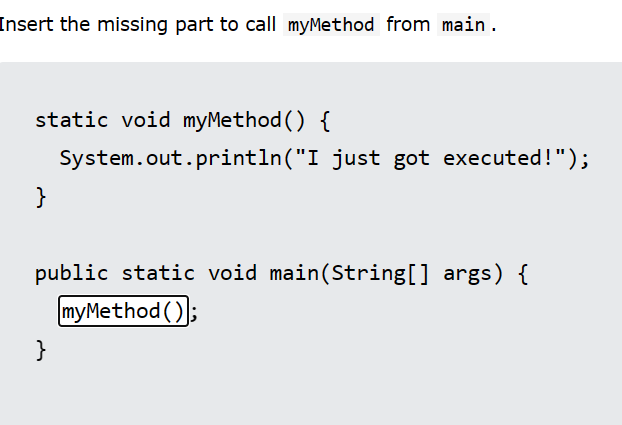 Insert the missing part to call myMethod from main.
static void myMethod() {
System.out.println("I just got executed!");
}
public static void main(String[] args) {
myMethod();
}